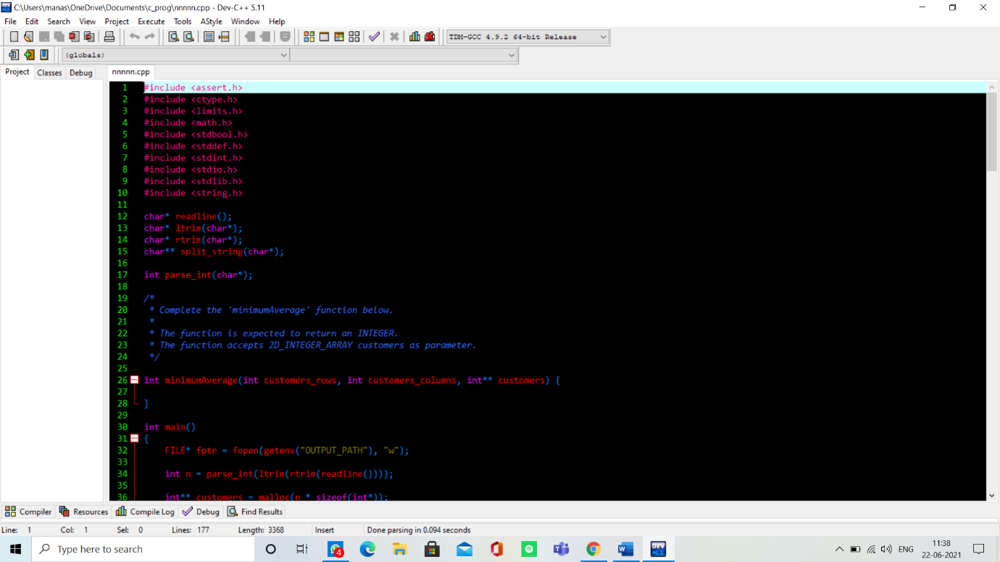 C:\Users\manas\OneDrive\Documents\c_prog\nnnnn.cpp - Dev-C++ 5.11
File Edit Search View Project Execute Tools AStyle Window Help
TDM-GCC 4.9.2 64-bit Release
(globals)
Project Classes Debug nnnnn.cpp
1 #include <assert.h>
2 #include <ctype.h>
3 #include <limits.h>
4 #include <math.h>
5 #include <stdbool.h>
6 #include <stddef.h>
7 #include <stdint.h>
8 #include <stdio.h>
9 #include <stdlib.h>
10 #include <string.h>
11
12 char* readline();
13 char* ltrim(char*);
14 char* rtrim(char*);
15 char** split_string(char*);
16
17 int parse_int(char*);
18
19 /*
20 * Complete the 'minimumAverage' function below.
21 *
22 * The function is expected to return an INTEGER.
23 * The function accepts 2D_INTEGER_ARRAY customers as parameter.
24 */
25
26 int minimumAverage(int customers_rows, int customers_columns, int** customers) {
27
28 }
29
30 int main()
31 {
32 FILE* fptr = fopen(getenv("OUTPUT_PATH"), "w");
33
34 int n = parse_int(ltrim(rtrim(readline())));
35
36 int** customers = malloc(n * sizeof(int*));
Compiler Resources Compile Log Debug Find Results
Line: 1 Col: 1 Sel: 0 Lines: 177 Length: 3368 Insert Done parsing in 0.094 seconds
Type here to search 4 W DEV ENG 11:38
22-06-2021